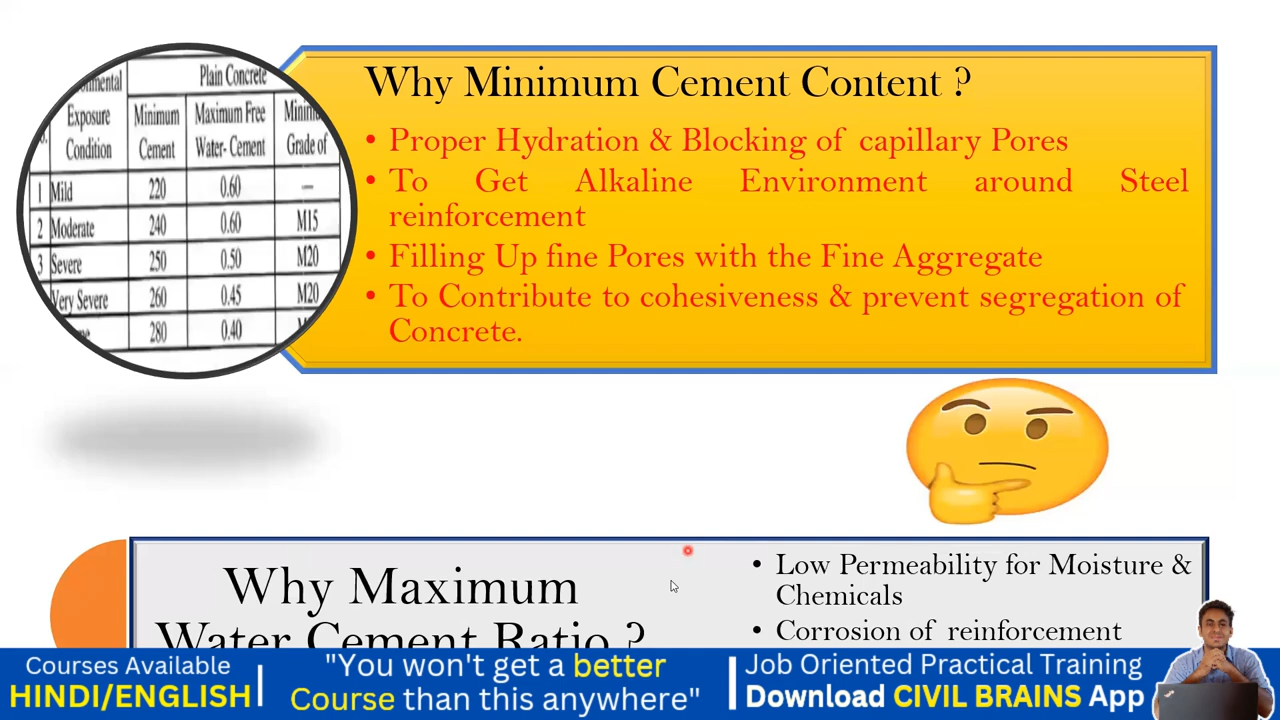 Plain Concrete
Exposure Condition
Minimum Cement
Maximum Free Water- Cement
Grade of
1 Mild 220 0.60 —
2 Moderate 240 0.60 M15
3 Severe 250 0.50 M20
Very Severe 260 0.45 M20
280 0.40
Why Minimum Cement Content ?
• Proper Hydration & Blocking of capillary Pores
• To Get Alkaline Environment around Steel
reinforcement
• Filling Up fine Pores with the Fine Aggregate
• To Contribute to cohesiveness & prevent segregation of
Concrete.
Why Maximum
Water Cement Ratio ?
• Low Permeability for Moisture &
Chemicals
• Corrosion of reinforcement
Courses Available
HINDI/ENGLISH
"You won't get a better
Course than this anywhere"
Job Oriented Practical Training
Download CIVIL BRAINS App